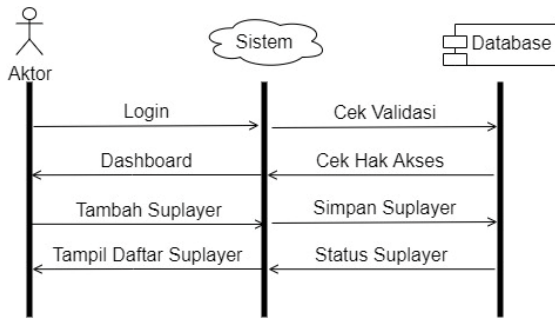 Sistem
Database
Aktor
Login
Cek Validasi
Dashboard
Cek Hak Akses
Tambah Suplayer
Simpan Suplayer
Tampil Daftar Suplayer
Status Suplayer